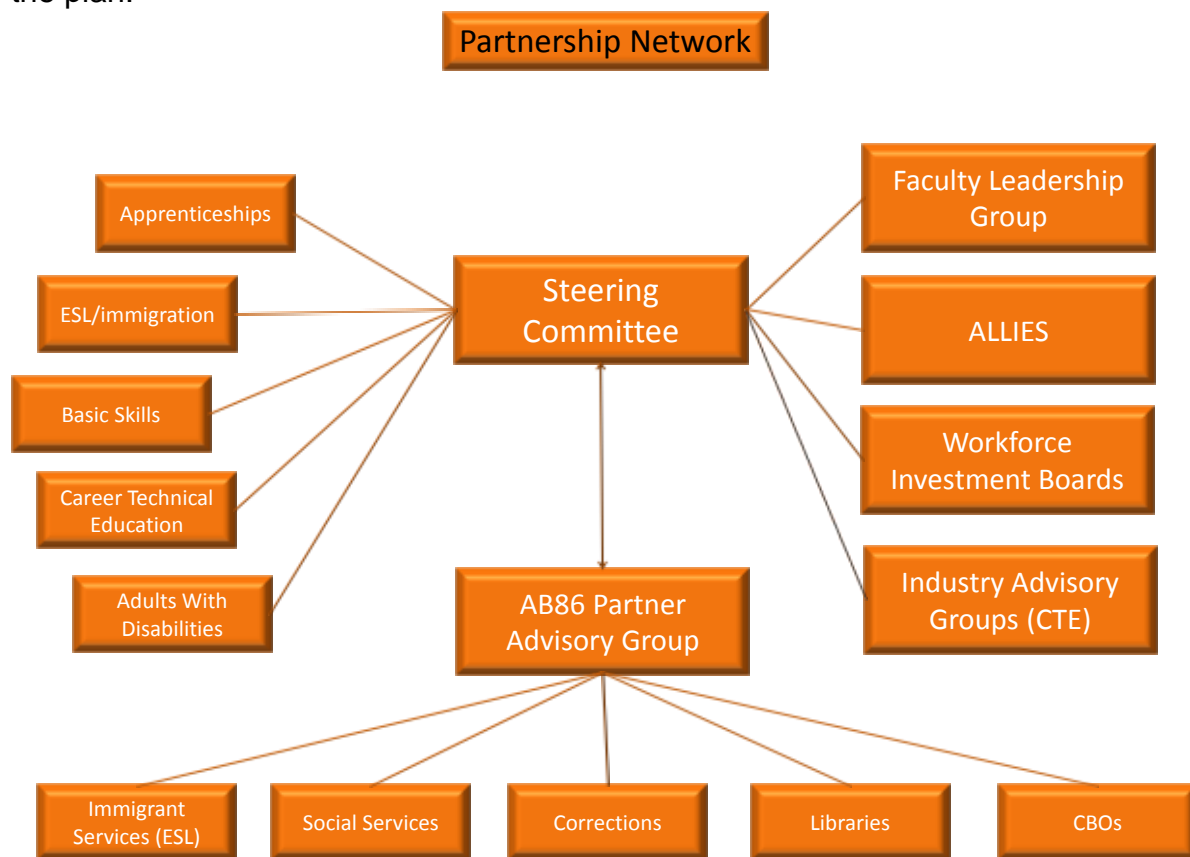 the plan.
Partnership Network
Apprenticeships
ESL/immigration
Basic Skills
Career Technical
Education
Adults With
Disabilities
Steering
Committee
Faculty Leadership
Group
ALLIES
Workforce
Investment Boards
Industry Advisory
Groups (CTE)
AB86 Partner
Advisory Group
Immigrant
Services (ESL)
Social Services
Corrections
Libraries
CBOs